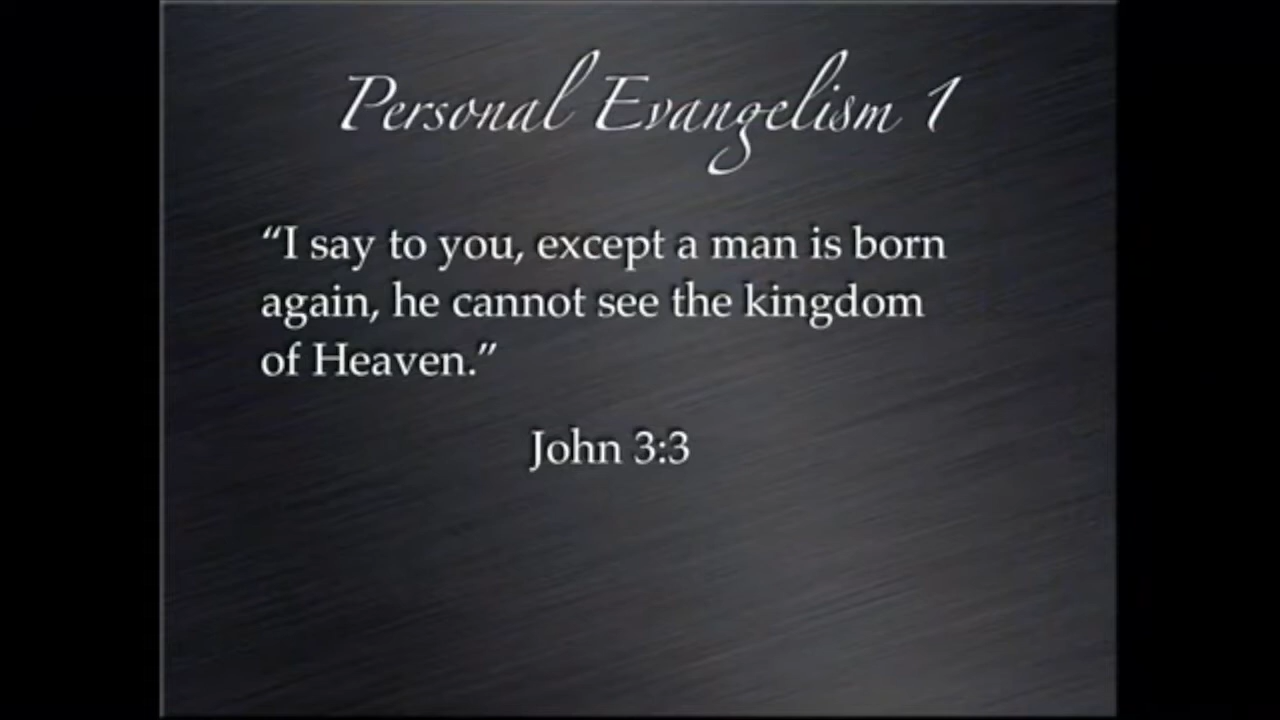 Personal Evangelism 1
“I say to you, except a man is born
again, he cannot see the kingdom
of Heaven.”
John 3:3